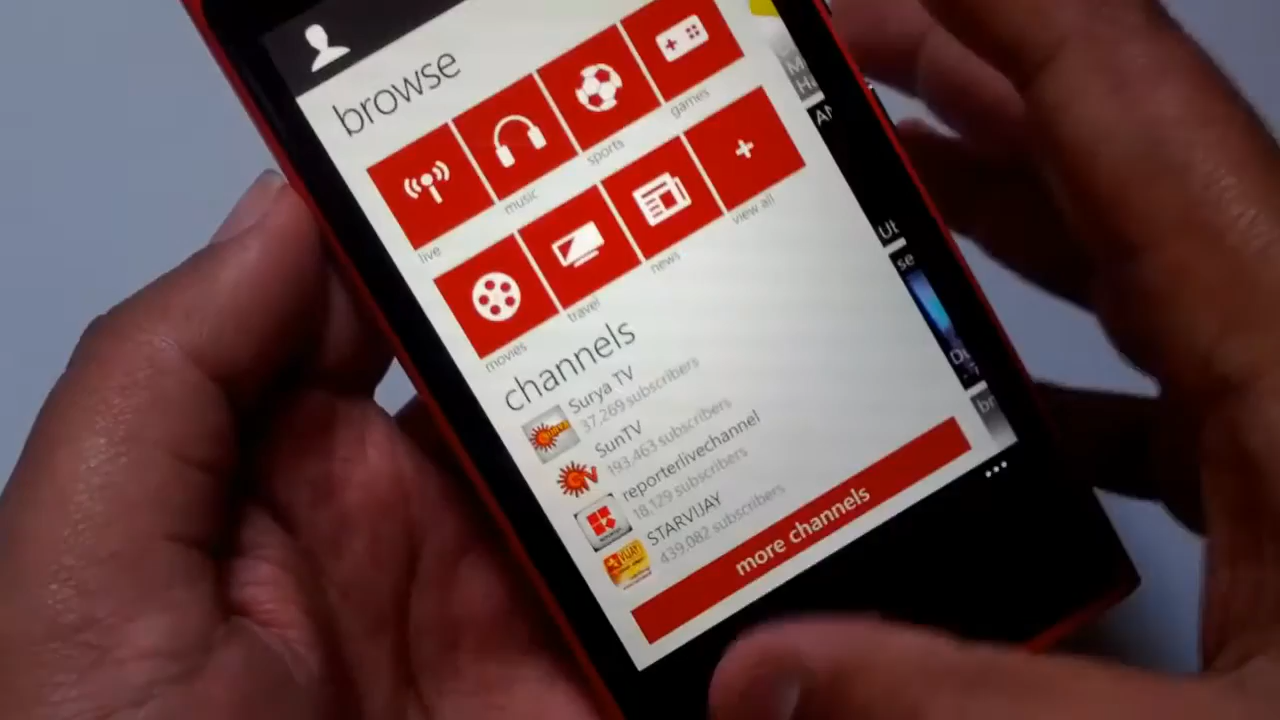 browse
live
music
sports
games
movies
travel
news
view all
channels
Surya TV
37,269 subscribers
SunTV
193,463 subscribers
reporterlivechannel
18,129 subscribers
STARVIJAY
439,082 subscribers
more channels